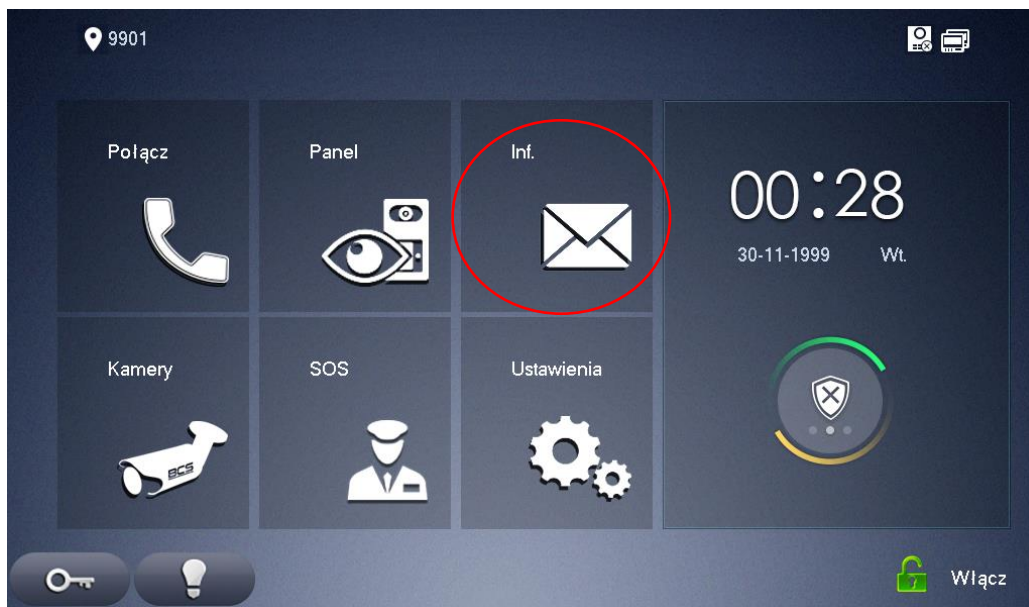 9901
Połącz
Panel
Inf.
00:28
30-11-1999 Wt.
Kamery
SOS
Ustawienia
BCS
Włącz